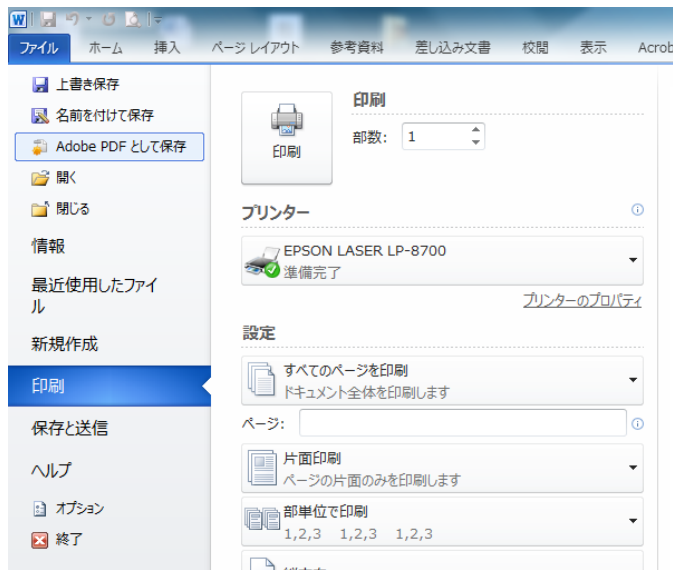 ファイル ホーム 挿入 ページ レイアウト 参考資料 差し込み文書 校閲 表示 Acrob
上書き保存
名前を付けて保存
Adobe PDF として保存
開く
閉じる
情報
最近使用したファイ
ル
新規作成
印刷
保存と送信
ヘルプ
オプション
終了
印刷
印刷
部数: 1
プリンター
EPSON LASER LP-8700
準備完了
プリンターのプロパティ
設定
すべてのページを印刷
ドキュメント全体を印刷します
ページ:
片面印刷
ページの片面のみを印刷します
部単位で印刷
1,2,3 1,2,3 1,2,3